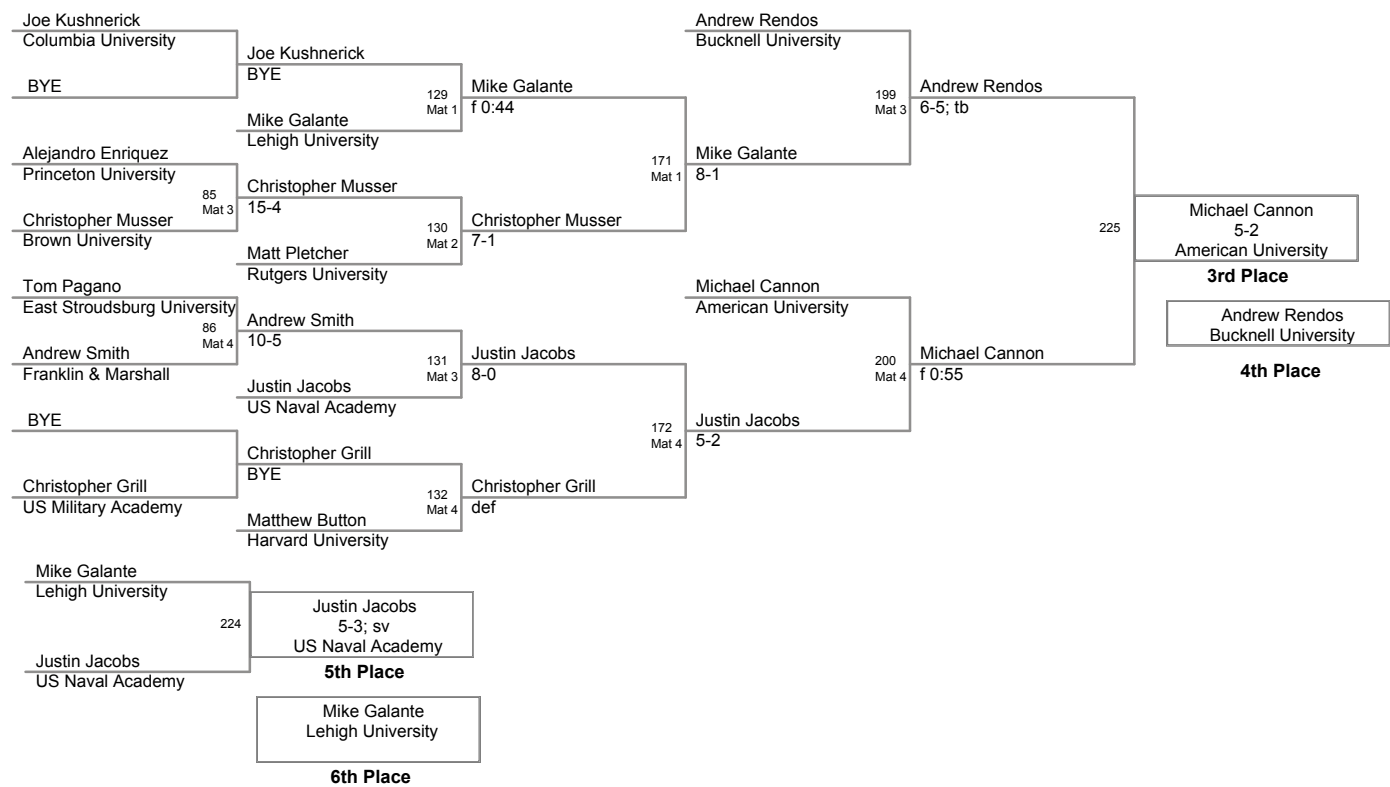 Joe Kushnerick
Columbia University
BYE
Alejandro Enriquez
Princeton University
85
Mat 3
Christopher Musser
Brown University
Tom Pagano
East Stroudsburg University
86
Mat 4
Andrew Smith
Franklin & Marshall
BYE
Christopher Grill
US Military Academy
Joe Kushnerick
BYE
129
Mat 1
Mike Galante
Lehigh University
Christopher Musser
15-4
130
Mat 2
Matt Pletcher
Rutgers University
Andrew Smith
10-5
131
Mat 3
Justin Jacobs
US Naval Academy
Christopher Grill
BYE
132
Mat 4
Matthew Button
Harvard University
Mike Galante
f 0:44
171
Mat 1
Christopher Musser
7-1
Justin Jacobs
8-0
172
Mat 4
Christopher Grill
def
Andrew Rendos
Bucknell University
199
Mat 3
Mike Galante
8-1
Michael Cannon
American University
200
Mat 4
Justin Jacobs
5-2
Andrew Rendos
6-5; tb
225
Michael Cannon
f 0:55
Michael Cannon
5-2
American University
3rd Place
Andrew Rendos
Bucknell University
4th Place
Mike Galante
Lehigh University
224
Justin Jacobs
US Naval Academy
Justin Jacobs
5-3; sv
US Naval Academy
5th Place
Mike Galante
Lehigh University
6th Place